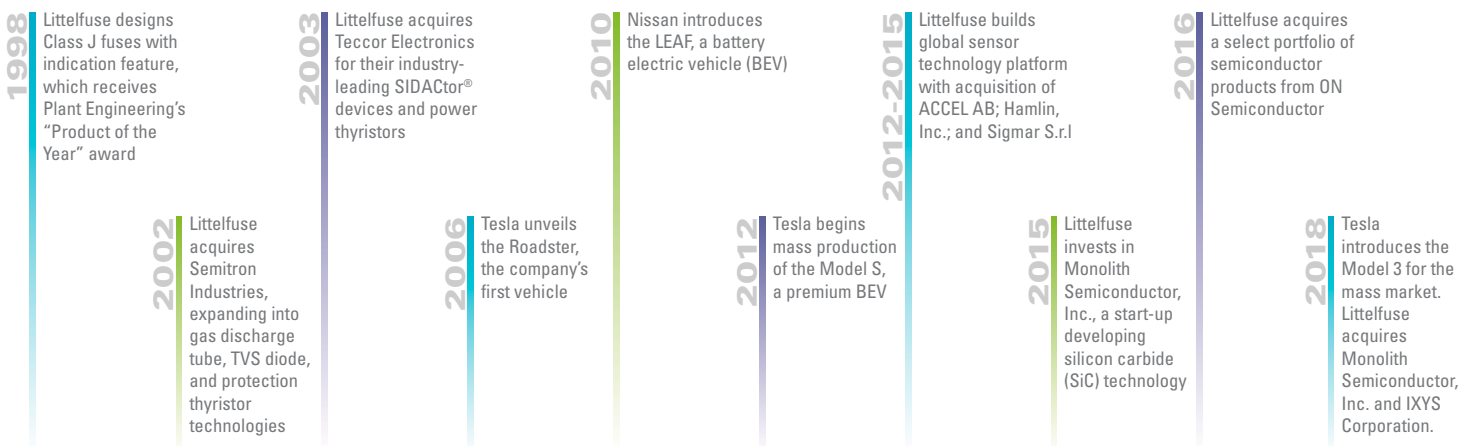 1998
Littelfuse designs
Class J fuses with
indication feature,
which receives
Plant Engineering's
“Product of the
Year” award
2002
Littelfuse
acquires
Semitron
Industries,
expanding into
gas discharge
tube, TVS diode,
and protection
thyristor
technologies
2003
Littelfuse acquires
Teccor Electronics
for their industry-
leading SIDACtor®
devices and power
thyristors
2006
Tesla unveils
the Roadster,
the company's
first vehicle
2010
Nissan introduces
the LEAF, a battery
electric vehicle (BEV)
2012
Tesla begins
mass production
of the Model S,
a premium BEV
2012-2015
Littelfuse builds
global sensor
technology platform
with acquisition of
ACCEL AB; Hamlin,
Inc.; and Sigmar S.r.l
2015
Littelfuse
invests in
Monolith
Semiconductor,
Inc., a start-up
developing
silicon carbide
(SiC) technology
2016
Littelfuse acquires
a select portfolio of
semiconductor
products from ON
Semiconductor
2018
Tesla
introduces the
Model 3 for the
mass market.
Littelfuse
acquires
Monolith
Semiconductor,
Inc. and IXYS
Corporation.